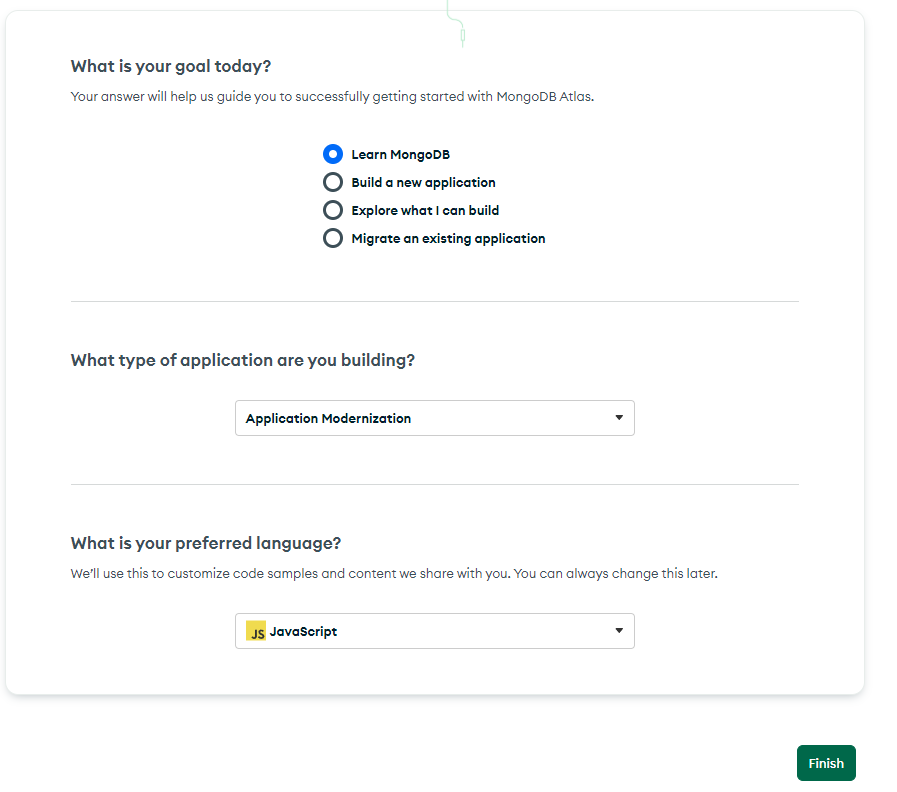 What is your goal today?
Your answer will help us guide you to successfully getting started with MongoDB Atlas.
Learn MongoDB
Build a new application
Explore what I can build
Migrate an existing application
What type of application are you building?
Application Modernization
What is your preferred language?
We'll use this to customize code samples and content we share with you. You can always change this later.
JS JavaScript
Finish